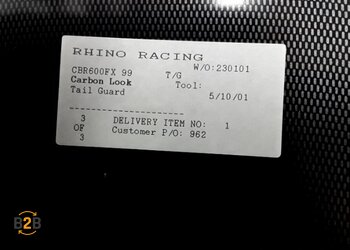 RHINO RACING
W/O:230101
CBR600FX 99 T/G
Carbon Look Tool:
Tail Guard 5/10/01
--------------------
3 DELIVERY ITEM NO: 1
OF Customer P/O: 962
3
B2B